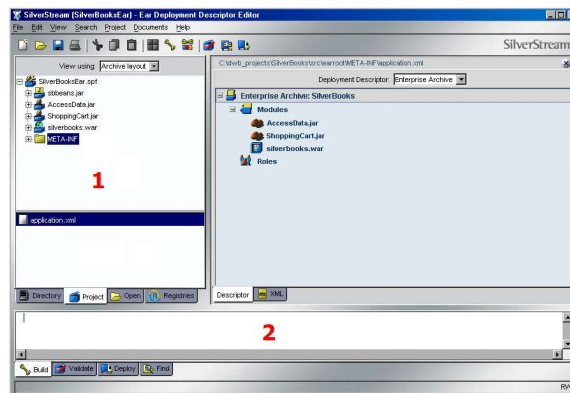 SilverStream (SilverBooksEar) - Ear Deployment Descriptor Editor
File Edit View Search Project Documents Help
SilverStream
View using: Archive layout
SilverBooksEar.spf
sbbeans.jar
AccessData.jar
ShoppingCart.jar
silverbooks.war
META-INF
1
application.xml
Directory Project Open Registries
C:\dwb_projects\SilverBooks\src\earroot\META-INF\application.xml
Deployment Descriptor: Enterprise Archive
Enterprise Archive: SilverBooks
Modules
AccessData.jar
ShoppingCart.jar
silverbooks.war
Roles
Descriptor XML
2
Build Validate Deploy Find